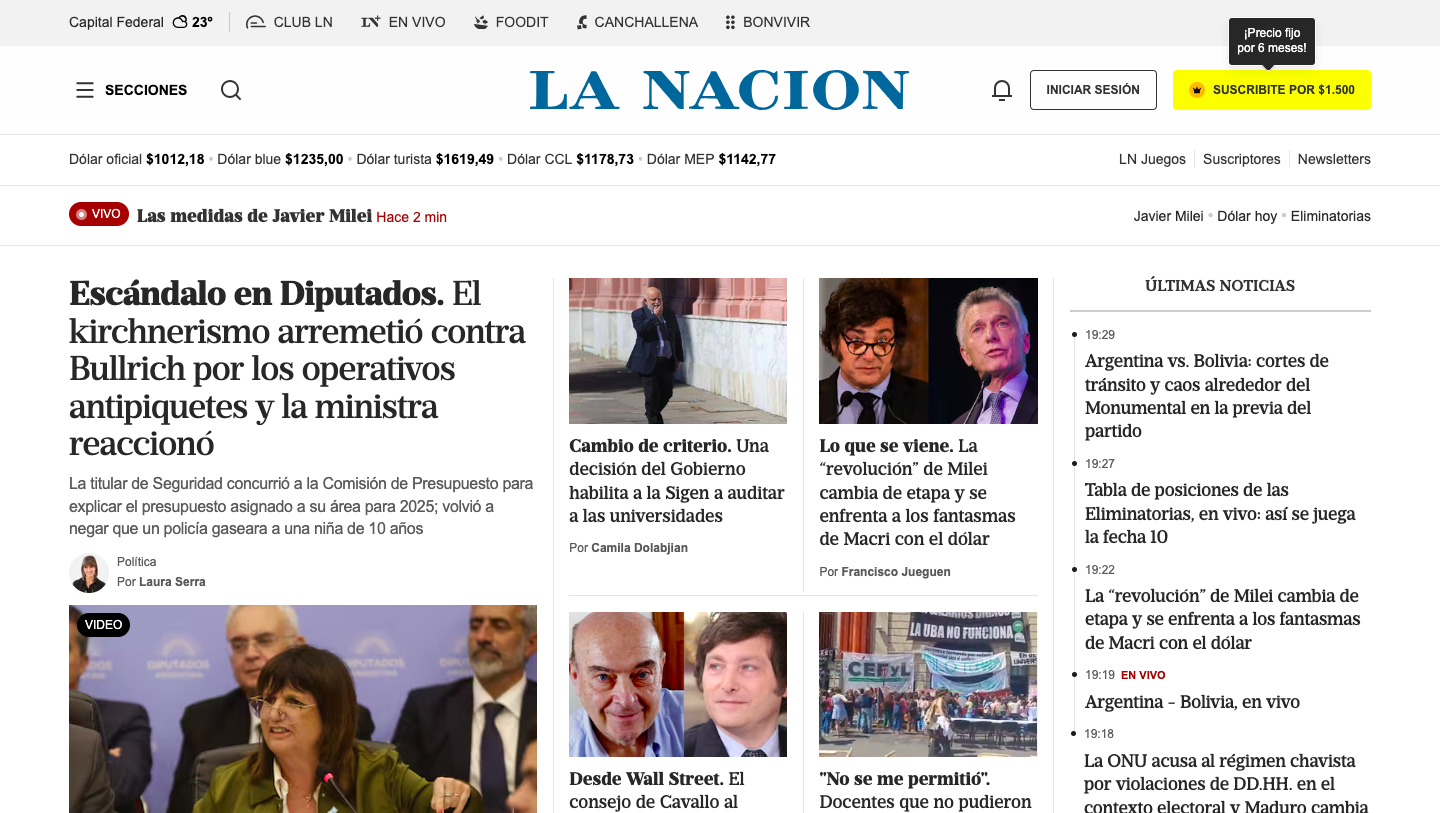 Capital Federal 23º CLUB LN LN+ EN VIVO FOODIT CANCHALLENA BONVIVIR
¡Precio fijo
por 6 meses!
SECCIONES
LA NACION
INICIAR SESIÓN
SUSCRIBITE POR $1.500
Dólar oficial $1012,18 • Dólar blue $1235,00 • Dólar turista $1619,49 • Dólar CCL $1178,73 • Dólar MEP $1142,77
LN Juegos Suscriptores Newsletters
VIVO Las medidas de Javier Milei Hace 2 min
Javier Milei • Dólar hoy • Eliminatorias
Escándalo en Diputados. El
kirchnerismo arremetió contra
Bullrich por los operativos
antipiquetes y la ministra
reaccionó
La titular de Seguridad concurrió a la Comisión de Presupuesto para
explicar el presupuesto asignado a su área para 2025; volvió a
negar que un policía gaseara a una niña de 10 años
Política
Por Laura Serra
VIDEO
DIPUTADOS
DIPUTADOS
Cambio de criterio. Una
decisión del Gobierno
habilita a la Sigen a auditar
a las universidades
Por Camila Dolabjian
Lo que se viene. La
“revolución” de Milei
cambia de etapa y se
enfrenta a los fantasmas
de Macri con el dólar
Por Francisco Jueguen
Desde Wall Street. El
consejo de Cavallo al
LA UBA NO FUNCIONA
CEFYL
"No se me permitió".
Docentes que no pudieron
ÚLTIMAS NOTICIAS
19:29
Argentina vs. Bolivia: cortes de
tránsito y caos alrededor del
Monumental en la previa del
partido
19:27
Tabla de posiciones de las
Eliminatorias, en vivo: así se juega
la fecha 10
19:22
La “revolución” de Milei cambia de
etapa y se enfrenta a los fantasmas
de Macri con el dólar
19:19 EN VIVO
Argentina - Bolivia, en vivo
19:18
La ONU acusa al régimen chavista
por violaciones de DD.HH. en el
contexto electoral y Maduro cambia